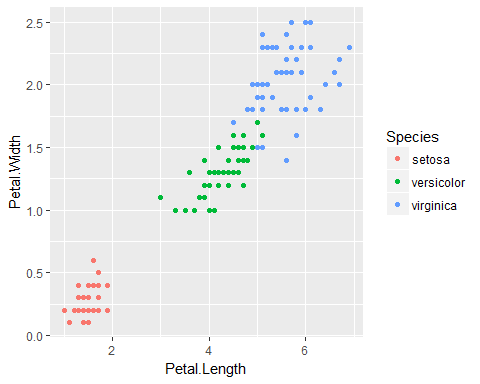 2.5
2.0
1.5
1.0
0.5
0.0
Petal.Width
2 4 6
Petal.Length
Species
setosa
versicolor
virginica